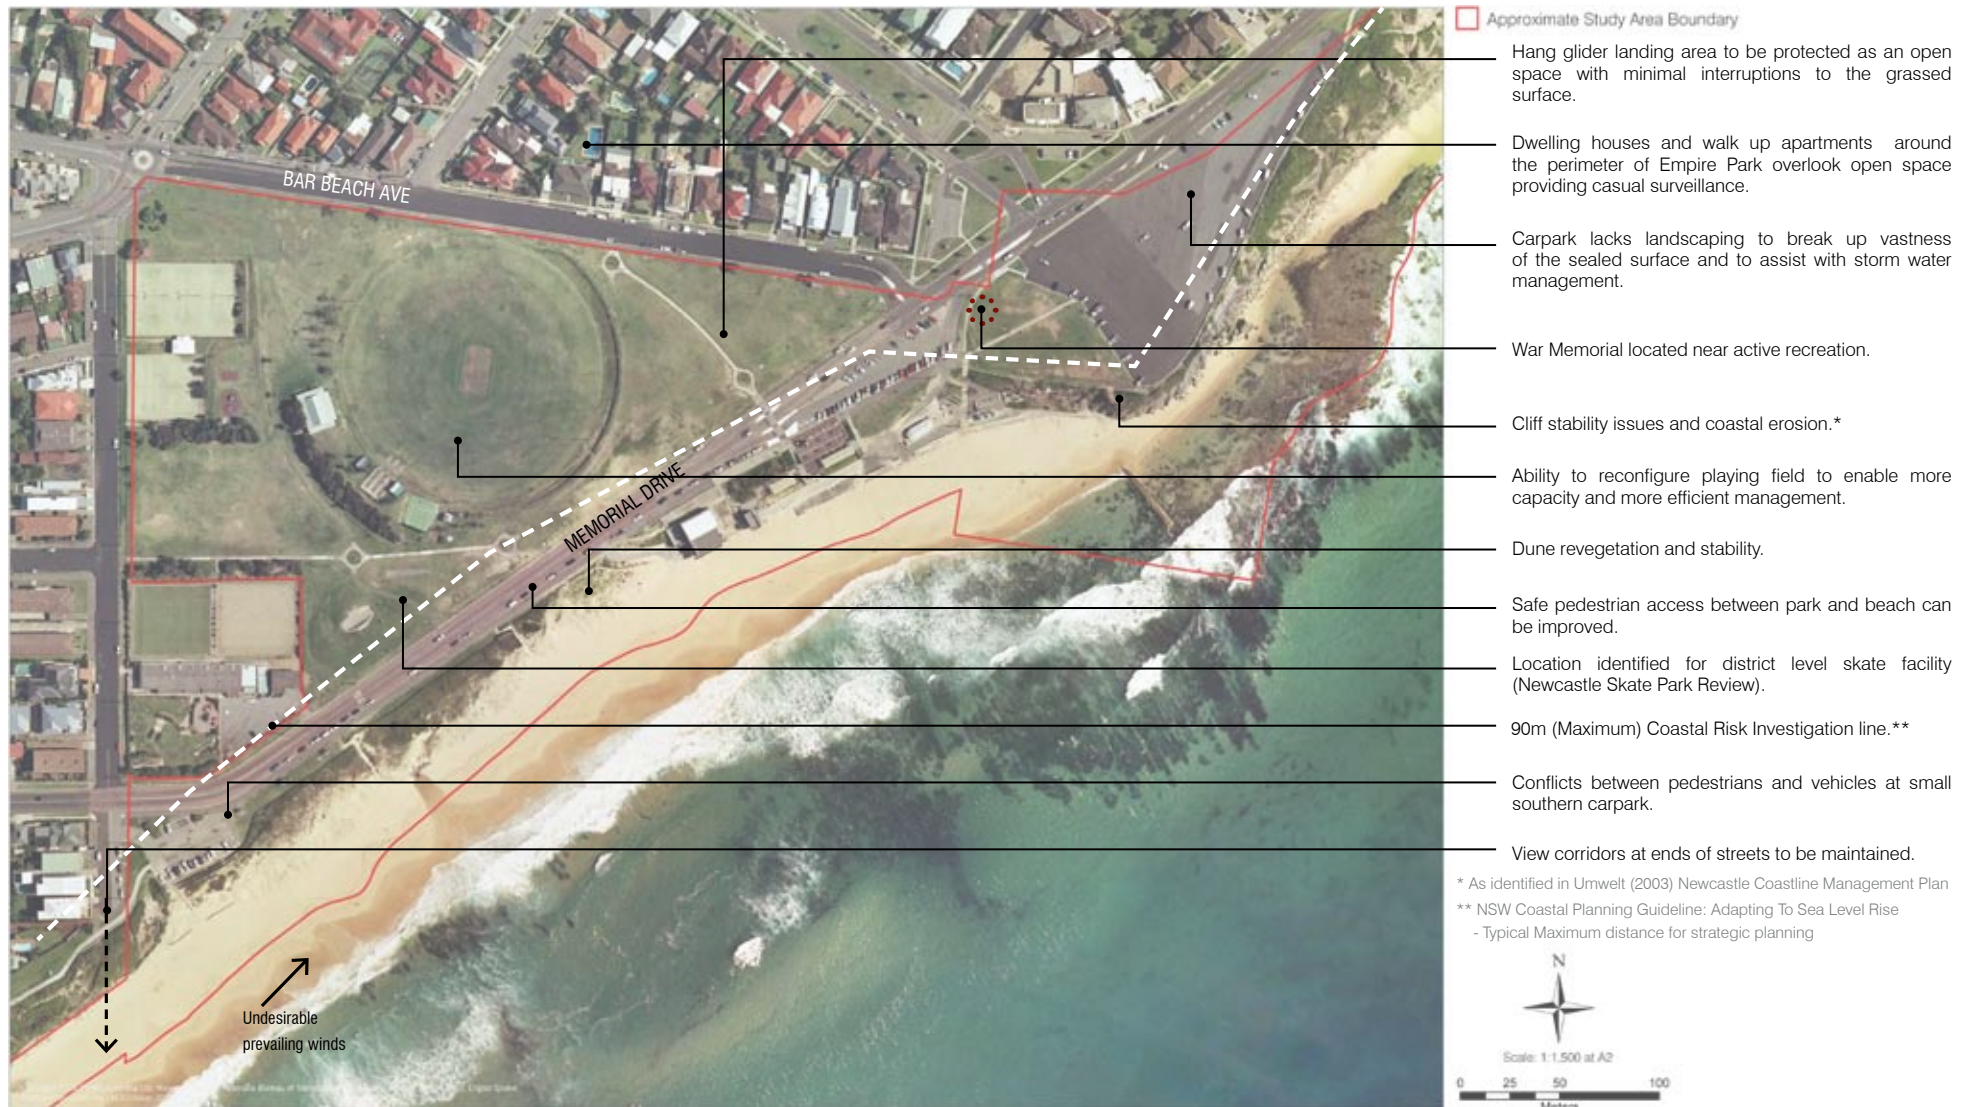 Approximate Study Area Boundary
Hang glider landing area to be protected as an open
space with minimal interruptions to the grassed
surface.
Dwelling houses and walk up apartments around
the perimeter of Empire Park overlook open space
providing casual surveillance.
Carpark lacks landscaping to break up vastness
of the sealed surface and to assist with storm water
management.
War Memorial located near active recreation.
Cliff stability issues and coastal erosion.*
Ability to reconfigure playing field to enable more
capacity and more efficient management.
Dune revegetation and stability.
Safe pedestrian access between park and beach can
be improved.
Location identified for district level skate facility
(Newcastle Skate Park Review).
90m (Maximum) Coastal Risk Investigation line.**
Conflicts between pedestrians and vehicles at small
southern carpark.
View corridors at ends of streets to be maintained.
* As identified in Umwelt (2003) Newcastle Coastline Management Plan
** NSW Coastal Planning Guideline: Adapting To Sea Level Rise
- Typical Maximum distance for strategic planning
N
Scale: 1:1,500 at A2
0 25 50 100
Meters
BAR BEACH AVE
MEMORIAL DRIVE
Undesirable
prevailing winds